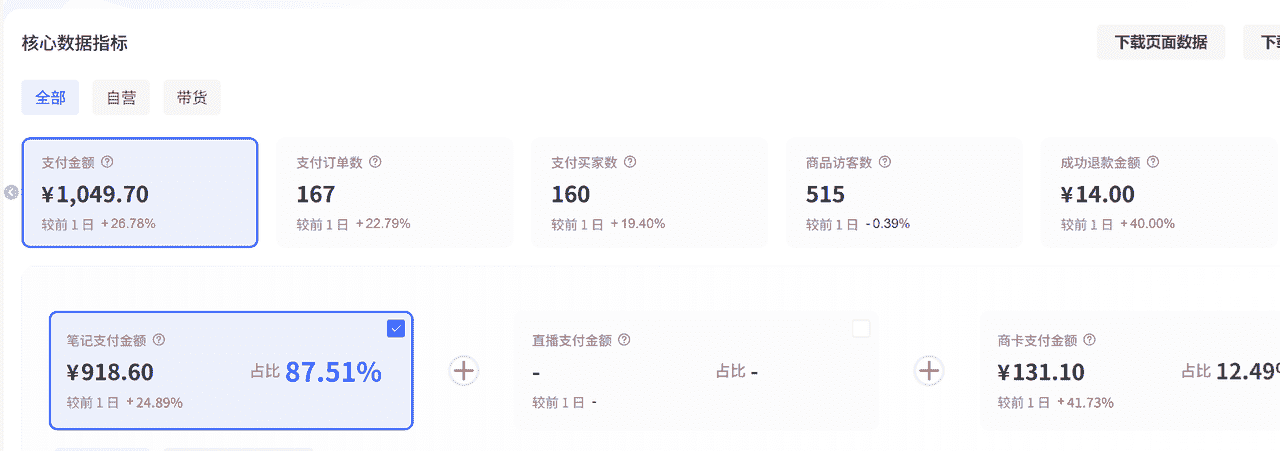 核心数据指标
下载页面数据
全部 自营 带货
支付金额
¥1,049.70
较前1日 +26.78%
支付订单数
167
较前1日 +22.79%
支付买家数
160
较前1日 +19.40%
商品访客数
515
较前1日 -0.39%
成功退款金额
¥14.00
较前1日 +40.00%
笔记支付金额
¥918.60 占比 87.51%
较前1日 +24.89%
直播支付金额
- 占比 -
较前1日 -
商卡支付金额
¥131.10 占比 12.49%
较前1日 +41.73%